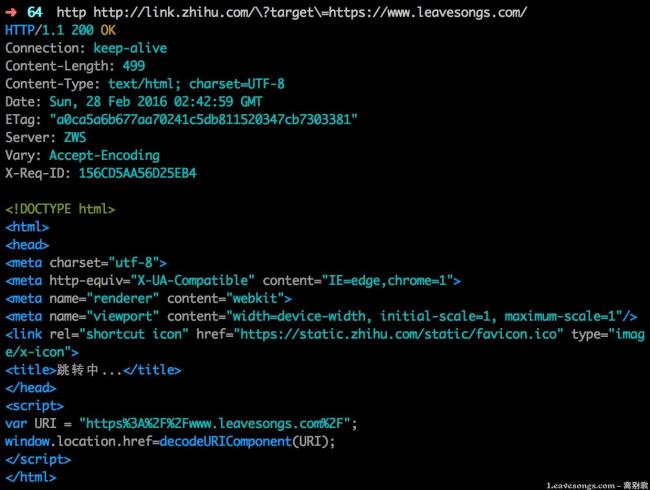 ➜ 64 http http://link.zhihu.com/\?target\=https://www.leavesongs.com/
HTTP/1.1 200 OK
Connection: keep-alive
Content-Length: 499
Content-Type: text/html; charset=UTF-8
Date: Sun, 28 Feb 2016 02:42:59 GMT
ETag: "a0ca5a6b677aa70241c5db811520347cb7303381"
Server: ZWS
Vary: Accept-Encoding
X-Req-ID: 156CD5AA56D25EB4
<!DOCTYPE html>
<html>
<head>
<meta charset="utf-8">
<meta http-equiv="X-UA-Compatible" content="IE=edge,chrome=1">
<meta name="renderer" content="webkit">
<meta name="viewport" content="width=device-width, initial-scale=1, maximum-scale=1"/>
<link rel="shortcut icon" href="https://static.zhihu.com/static/favicon.ico" type="imag
e/x-icon">
<title>跳转中...</title>
</head>
<script>
var URI = "https%3A%2F%2Fwww.leavesongs.com%2F";
window.location.href=decodeURIComponent(URI);
</script>
</html>
Leavesongs.com - 离别歌